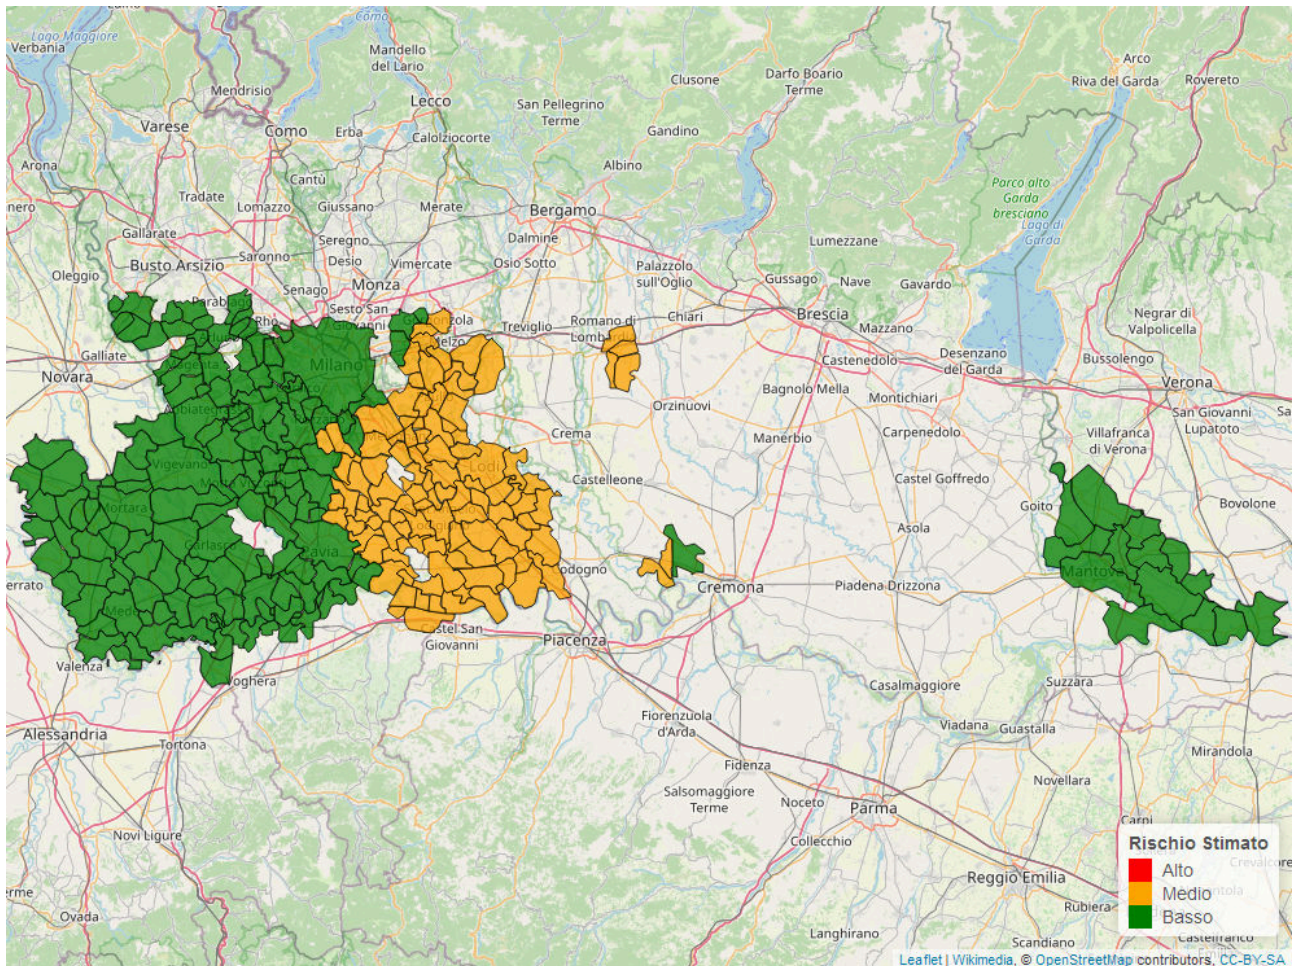 Como
Lago Maggiore
Verbania
Mandello
del Lario
Arco
Riva del Garda
Rovereto
Clusone
Darfo Boario
Terme
Mendrisio
Lecco
San Pellegrino
Terme
Varese
Como
Erba
Calolziocorte
Gandino
Arona
Albino
Cantù
Parco alto
Garda
bresciano
Lago di
Garda
Tradate
Lomazzo
Giussano
Merate
Bergamo
Gallarate
Seregno
Desio
Dalmine
Lumezzane
Saronno
Vimercate
Osio Sotto
Palazzolo
sull'Oglio
Busto Arsizio
Oleggio
Senago
Monza
Gussago
Nave
Gavardo
Parabiago
Sesto San
Giovanni
Rho
Chiari
Brescia
Negrar di
Valpolicella
Treviglio
Romano di
Mazzano
Melzo
Galliate
Milano
Castenedolo
Desenzano
del Garda
Bussolengo
Magenta
Novara
Verona
Bagnolo Mella
Montichiari
Orzinuovi
San Giovanni
Lupatoto
Crema
Manerbio
Carpenedolo
Villafranca
di Verona
Vigevano
Lodi
Castelleone
Castel Goffredo
Goito
Bovolone
Mortara
Asola
Garlasco
Pavia
Mantova
Cremona
Piadena Drizzona
Mede
Castel San
Giovanni
Piacenza
Valenza
Voghera
Casalmaggiore
Suzzara
Viadana
Guastalla
Fiorenzuola
d'Arda
Alessandria
Tortona
Mirandola
Fidenza
Novellara
Salsomaggiore
Terme
Noceto
Parma
Carpi
Novi Ligure
Collecchio
Rischio Stimato
Alto
Medio
Basso
Crevalcore
Reggio Emilia
Rubiera
Ovada
Langhirano
Scandiano
Castelfranco
Leaflet | Wikimedia, © OpenStreetMap contributors, CC-BY-SA